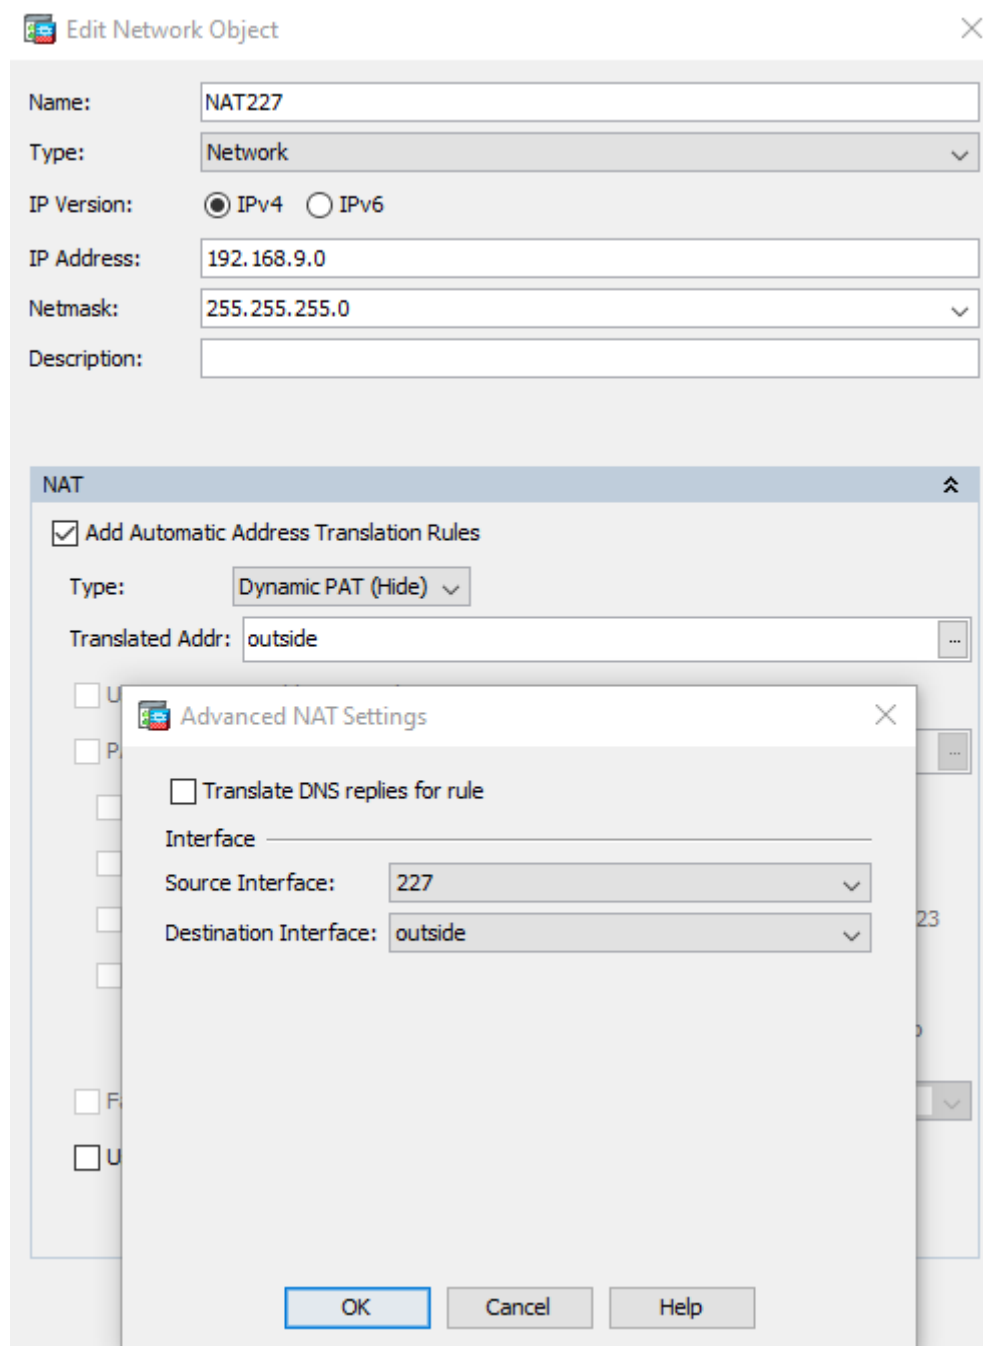 Edit Network Object
Name: NAT227
Type: Network
IP Version: IPv4 IPv6
IP Address: 192.168.9.0
Netmask: 255.255.255.0
Description:
NAT
Add Automatic Address Translation Rules
Type: Dynamic PAT (Hide)
Translated Addr: outside ...
U
Advanced NAT Settings
P ...
Translate DNS replies for rule
Interface
Source Interface: 227
23
Destination Interface: outside
F
U
OK Cancel Help